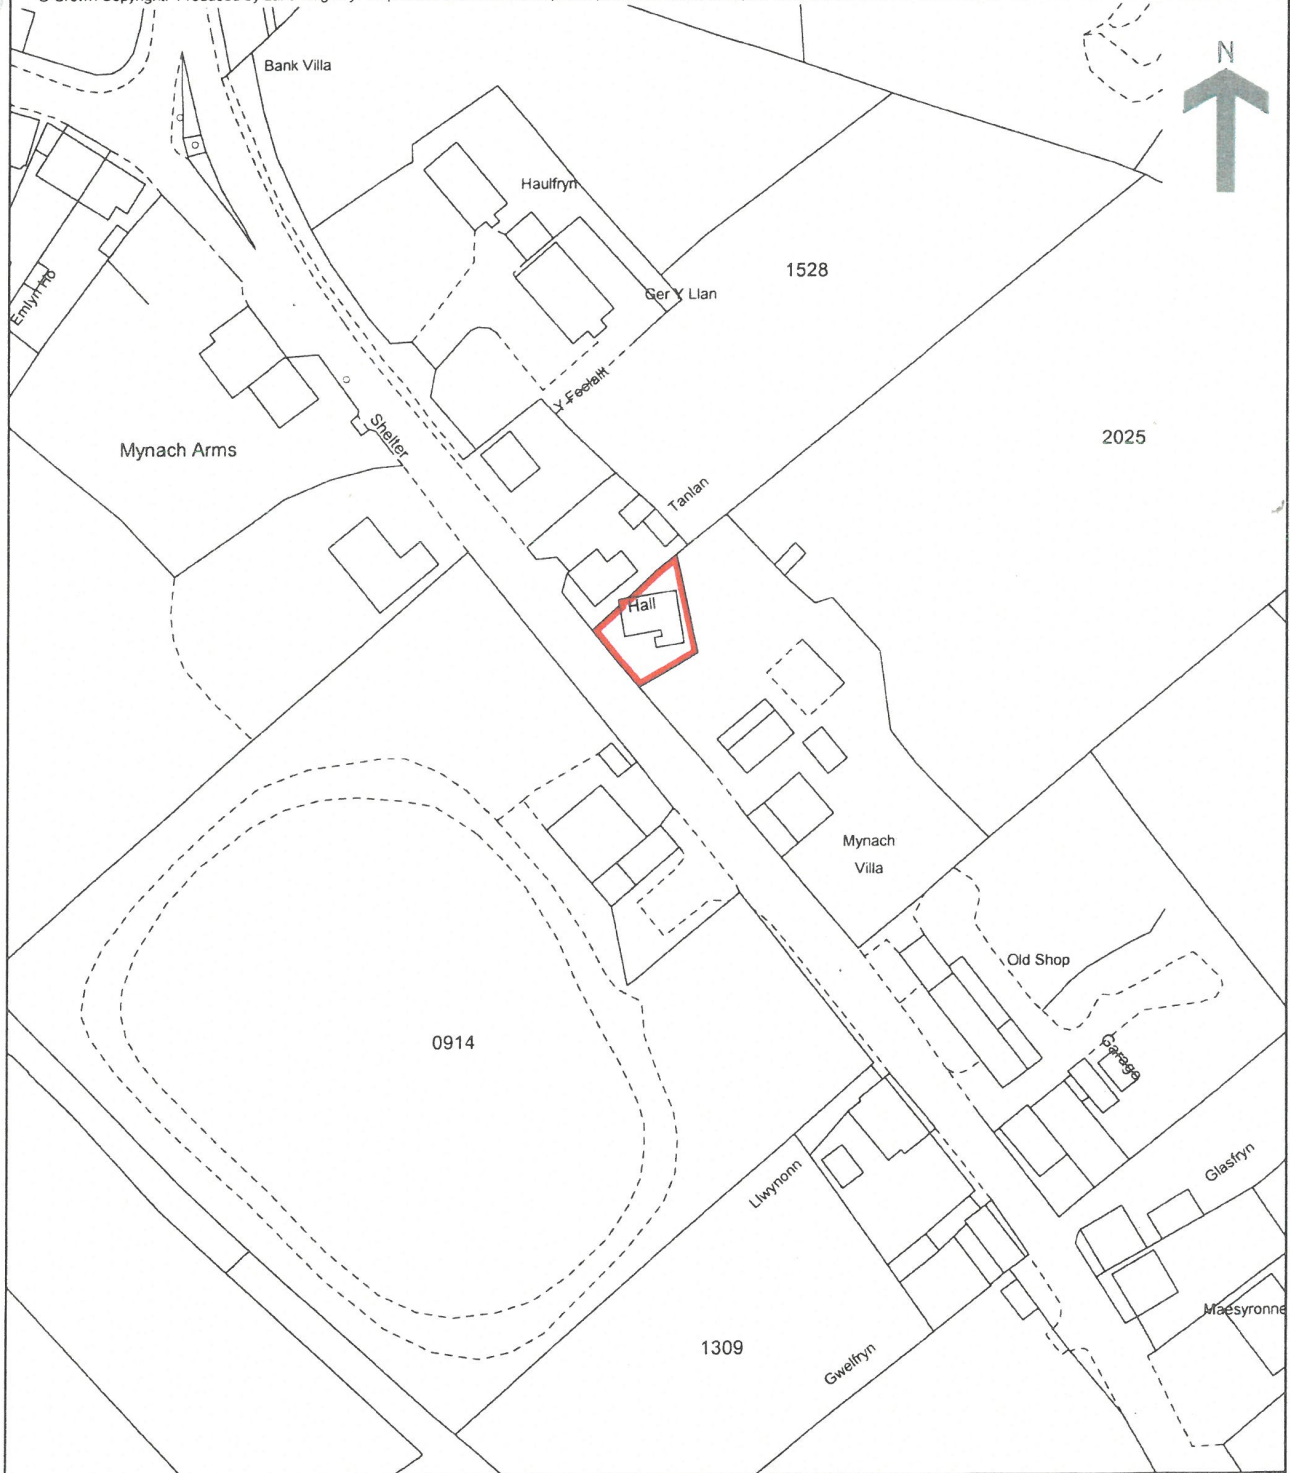 Bank Villa
N
Haulfryn
1528
Ger Y Llan
Emlyn Ho
2025
Mynach Arms
Shelter
Tanlan
Hall
Mynach
Villa
Old Shop
0914
Garage
Llwynonn
Glasfryn
Maesyronne
1309
Gwelfryn